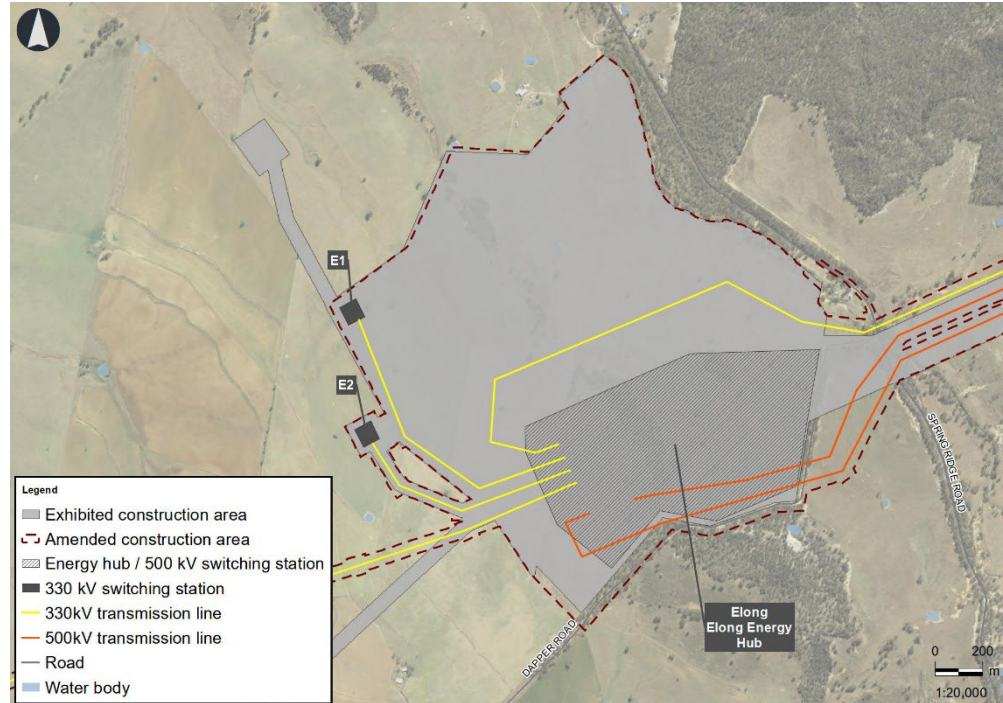 E1
E2
SPRING RIDGE ROAD
Legend
Exhibited construction area
Amended construction area
Energy hub / 500 kV switching station
330 kV switching station
330kV transmission line
500kV transmission line
Road
Water body
DAPPER ROAD
Elong
Elong Energy
Hub
0 200
m
1:20,000